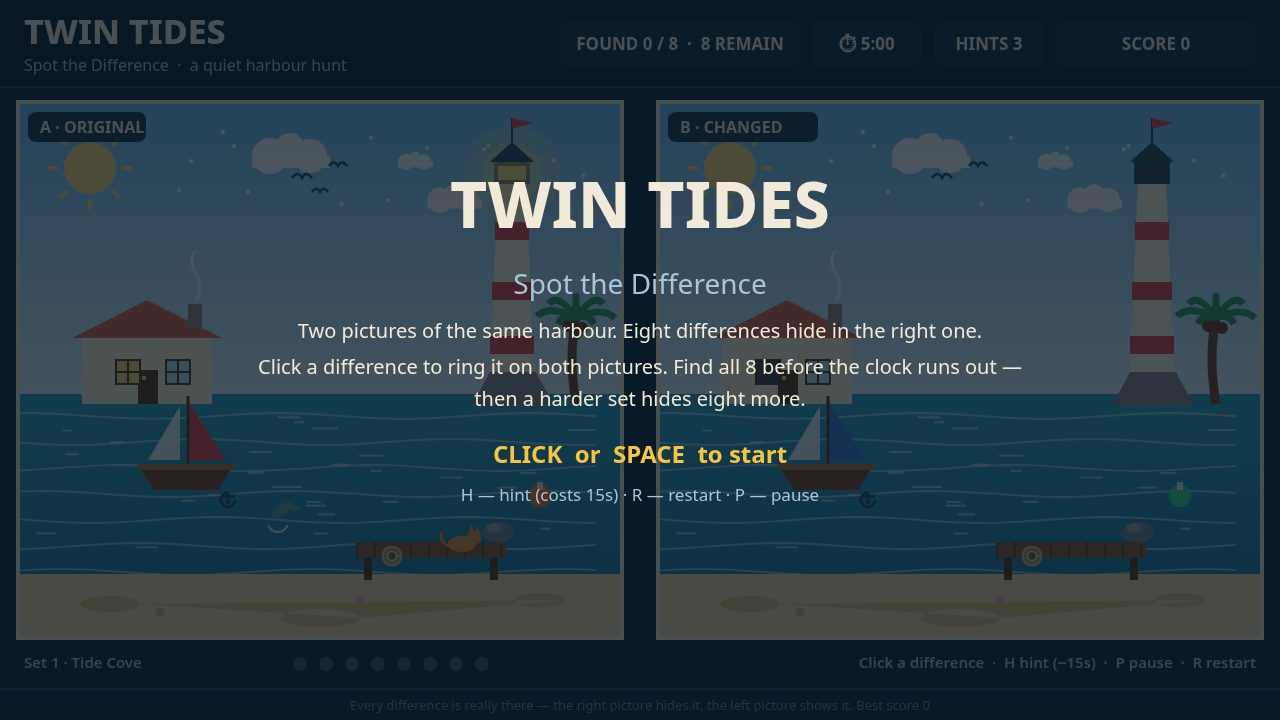 TWIN TIDES
Spot the Difference · a quiet harbour hunt
FOUND 0 / 8 · 8 REMAIN
⏱ 5:00
HINTS 3
SCORE 0
A · ORIGINAL
B · CHANGED
TWIN TIDES
Spot the Difference
Two pictures of the same harbour. Eight differences hide in the right one.
Click a difference to ring it on both pictures. Find all 8 before the clock runs out —
then a harder set hides eight more.
CLICK or SPACE to start
H — hint (costs 15s) · R — restart · P — pause
Set 1 · Tide Cove
Click a difference · H hint (−15s) · P pause · R restart
Every difference is really there — the right picture hides it, the left picture shows it. Best score 0